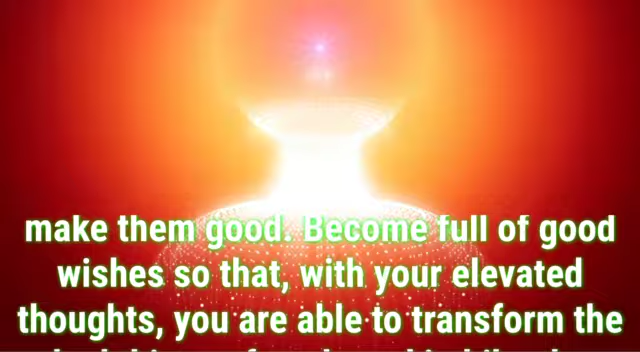 make them good. Become full of good
wishes so that, with your elevated
thoughts, you are able to transform the